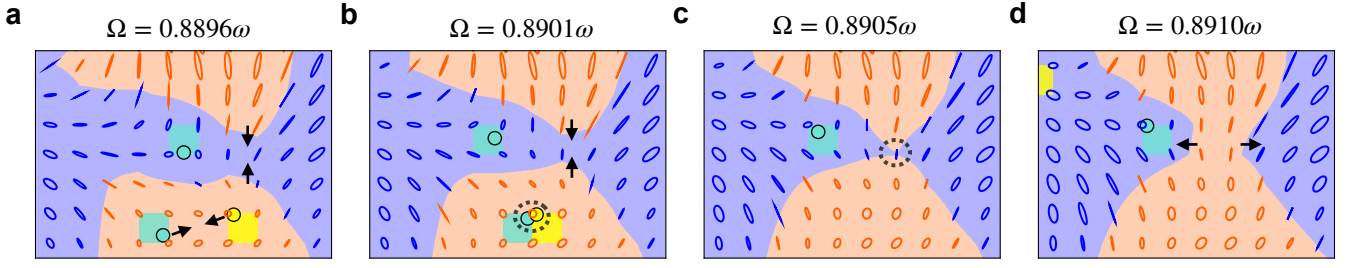 a
Ω = 0.8896ω
b
Ω = 0.8901ω
c
Ω = 0.8905ω
d
Ω = 0.8910ω